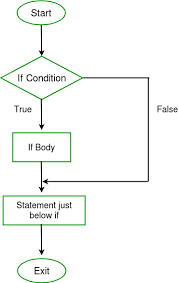 Start
If Condition
True
False
If Body
Statement just
below if
Exit